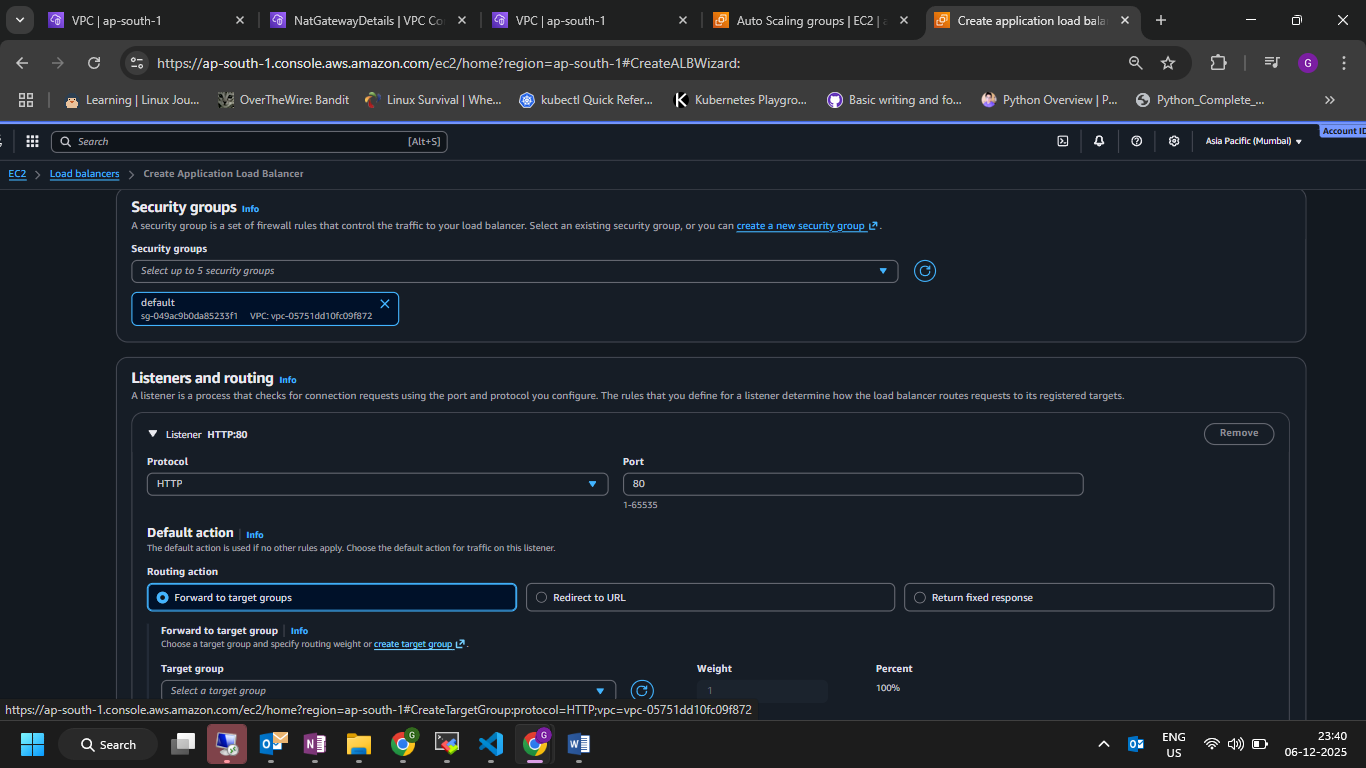 VPC | ap-south-1
NatGatewayDetails | VPC Co
VPC | ap-south-1
Auto Scaling groups | EC2 |
Create application load bala
https://ap-south-1.console.aws.amazon.com/ec2/home?region=ap-south-1#CreateALBWizard:
G
Learning | Linux Jou...
OverTheWire: Bandit
Linux Survival | Whe...
kubectl Quick Refer...
Kubernetes Playgro...
Basic writing and fo...
Python Overview | P...
Python_Complete_...
Search
[Alt+S]
Asia Pacific (Mumbai)
Account ID
EC2
Load balancers
Create Application Load Balancer
Security groups Info
A security group is a set of firewall rules that control the traffic to your load balancer. Select an existing security group, or you can create a new security group .
Security groups
Select up to 5 security groups
default
sg-049ac9b0da85233f1 VPC: vpc-05751dd10fc09f872
Listeners and routing Info
A listener is a process that checks for connection requests using the port and protocol you configure. The rules that you define for a listener determine how the load balancer routes requests to its registered targets.
Listener HTTP:80
Remove
Protocol
Port
HTTP
80
1-65535
Default action Info
The default action is used if no other rules apply. Choose the default action for traffic on this listener.
Routing action
Forward to target groups
Redirect to URL
Return fixed response
Forward to target group Info
Choose a target group and specify routing weight or create target group .
Target group
Weight
Percent
Select a target group
1
100%
https://ap-south-1.console.aws.amazon.com/ec2/home?region=ap-south-1#CreateTargetGroup:protocol=HTTP;vpc=vpc-05751dd10fc09f872
Search
G
G
ENG
US
23:40
06-12-2025